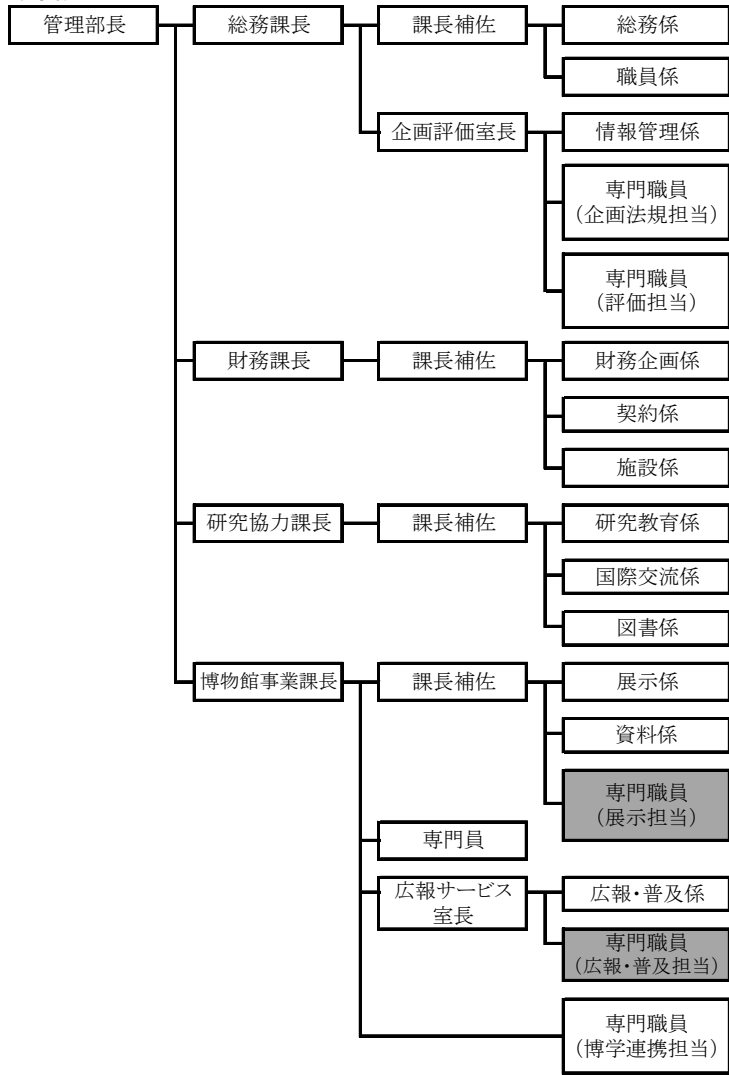 管理部長
総務課長
課長補佐
総務係
職員係
企画評価室長
情報管理係
専門職員
(企画法規担当)
専門職員
(評価担当)
財務課長
課長補佐
財務企画係
契約係
施設係
研究協力課長
課長補佐
研究教育係
国際交流係
図書係
博物館事業課長
課長補佐
展示係
資料係
専門職員
(展示担当)
専門員
広報サービス
室長
広報・普及係
専門職員
(広報・普及担当)
専門職員
(博学連携担当)